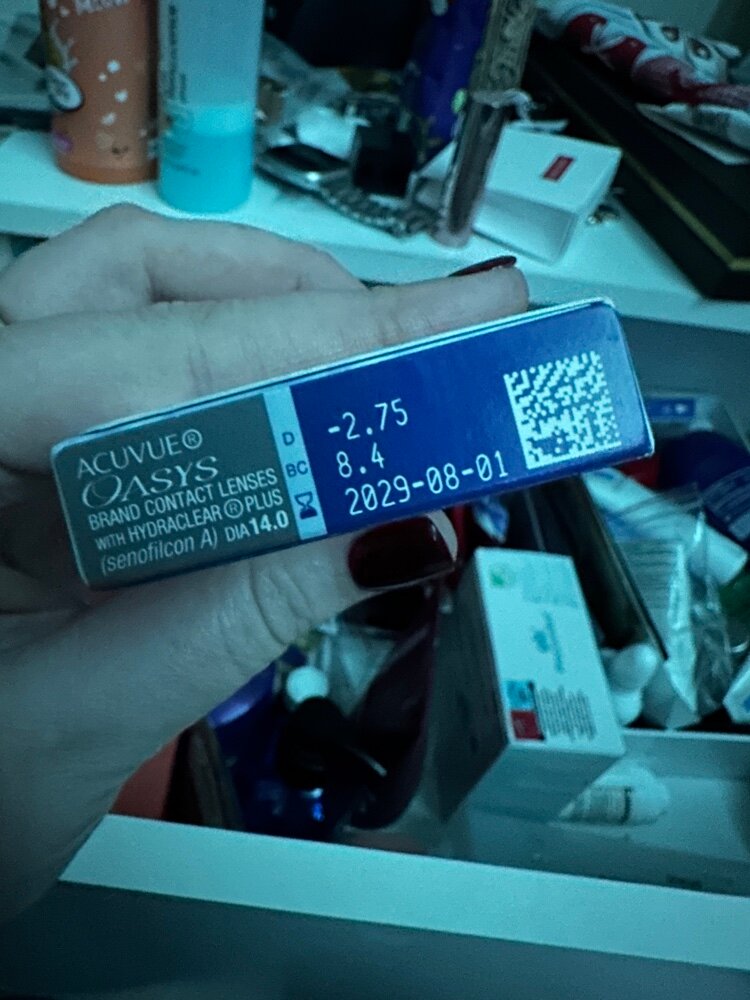 ACUVUE®
OASYS
BRAND CONTACT LENSES
WITH HYDRACLEAR® PLUS
(senofilcon A) DIA 14.0
D -2.75
BC 8.4
2029-08-01